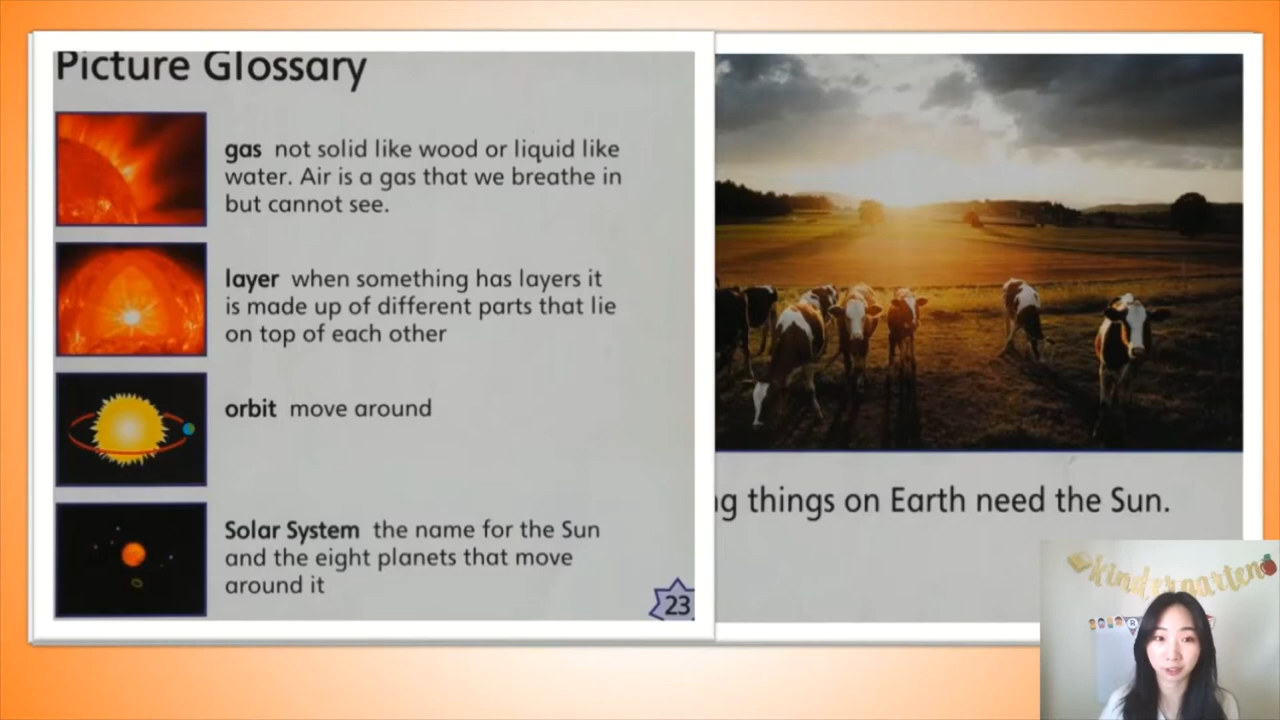 Picture Glossary
gas not solid like wood or liquid like
water. Air is a gas that we breathe in
but cannot see.
layer when something has layers it
is made up of different parts that lie
on top of each other
orbit move around
Solar System the name for the Sun
and the eight planets that move
around it
23
things on Earth need the Sun.
kindergarten